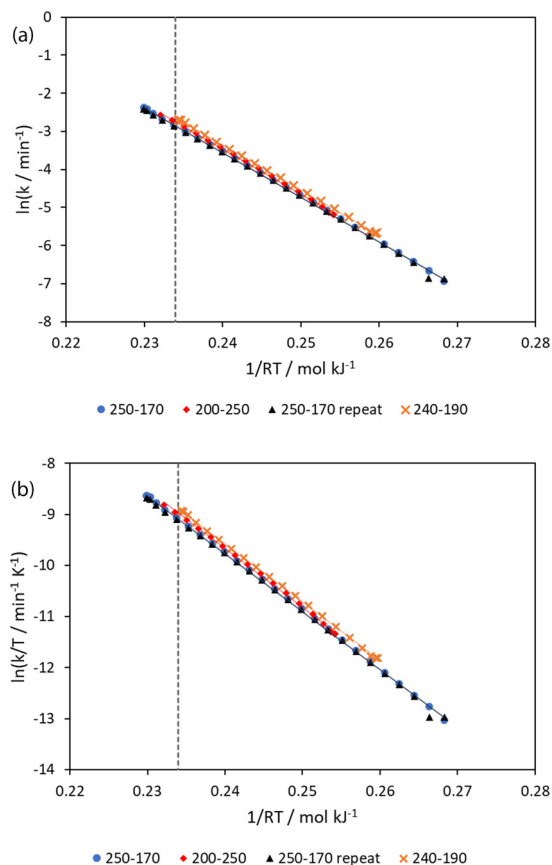 (a)
0
-1
-2
-3
-4
-5
-6
-7
-8
ln(k / min⁻¹)
0.22 0.23 0.24 0.25 0.26 0.27 0.28
1/RT / mol kJ⁻¹
250-170 200-250 250-170 repeat 240-190
(b)
-8
-9
-10
-11
-12
-13
-14
ln(k/T / min⁻¹ K⁻¹)
0.22 0.23 0.24 0.25 0.26 0.27 0.28
1/RT / mol kJ⁻¹
250-170 200-250 250-170 repeat 240-190